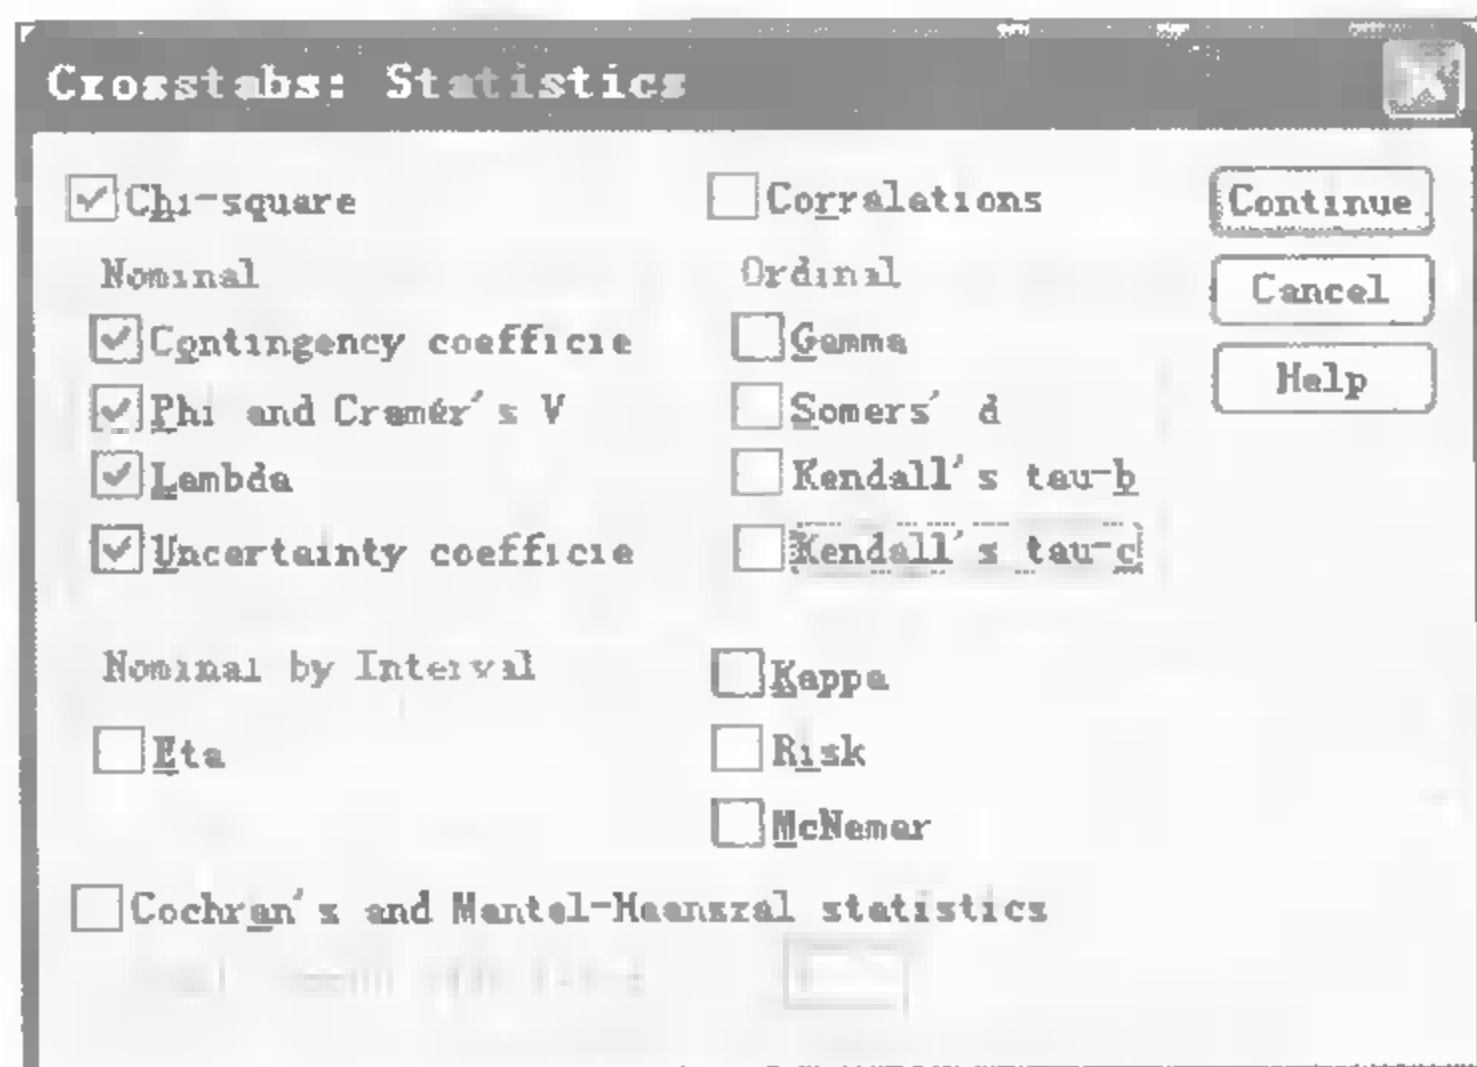 Crosstabs: Statistics
Chi-square
Correlations
Continue
Nominal
Ordinal
Cancel
Contingency coefficie
Gamma
Help
Phi and Cramér's V
Somers' d
Lambda
Kendall's tau-b
Uncertainty coefficie
Kendall's tau-c
Nominal by Interval
Kappa
Eta
Risk
McNemar
Cochran's and Mantel-Haenszal statistics